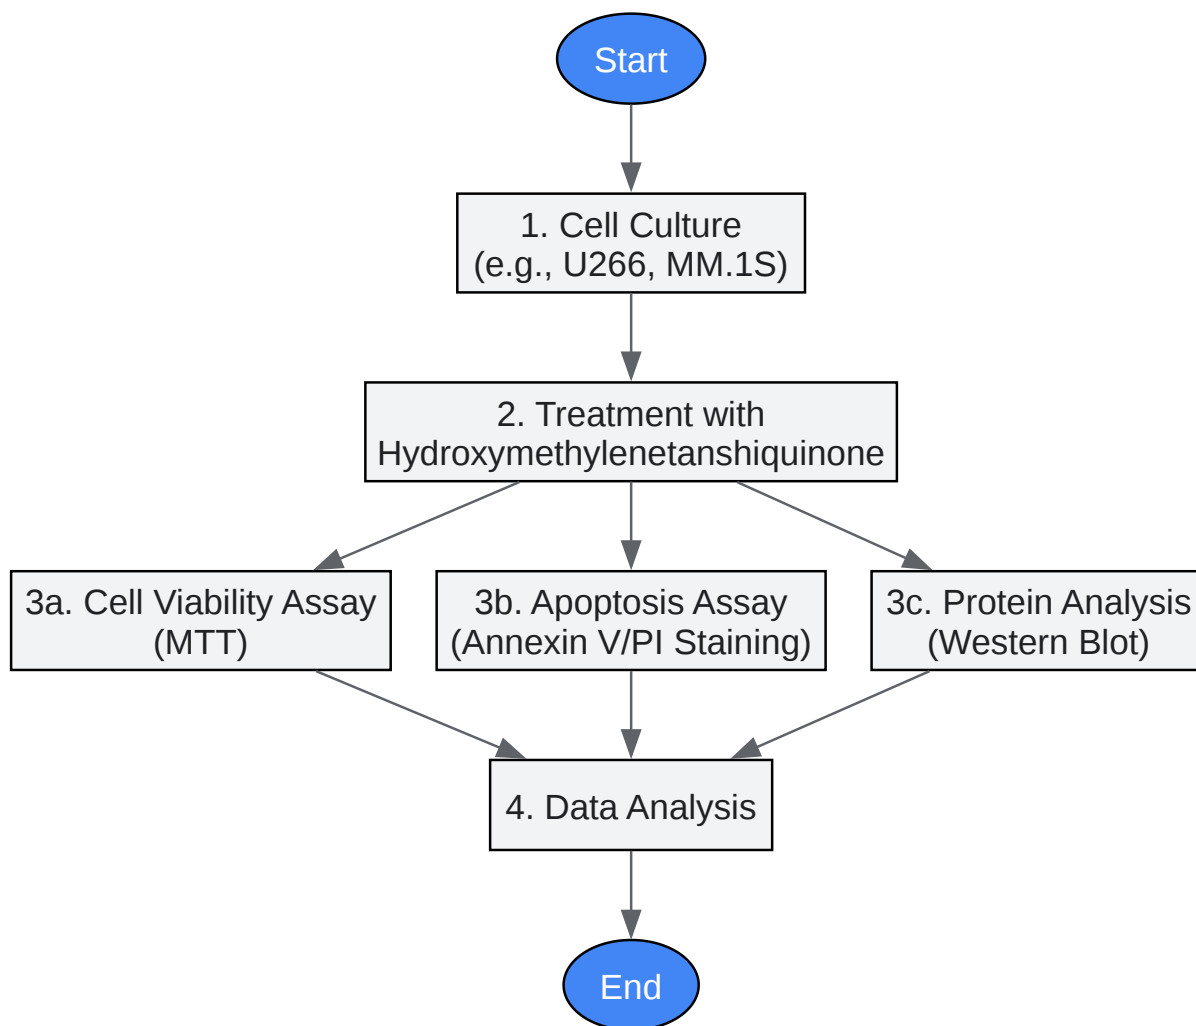 Start
1. Cell Culture
(e.g., U266, MM.1S)
2. Treatment with
Hydroxymethylenetanshiquinone
3a. Cell Viability Assay
(MTT)
3b. Apoptosis Assay
(Annexin V/PI Staining)
3c. Protein Analysis
(Western Blot)
4. Data Analysis
End